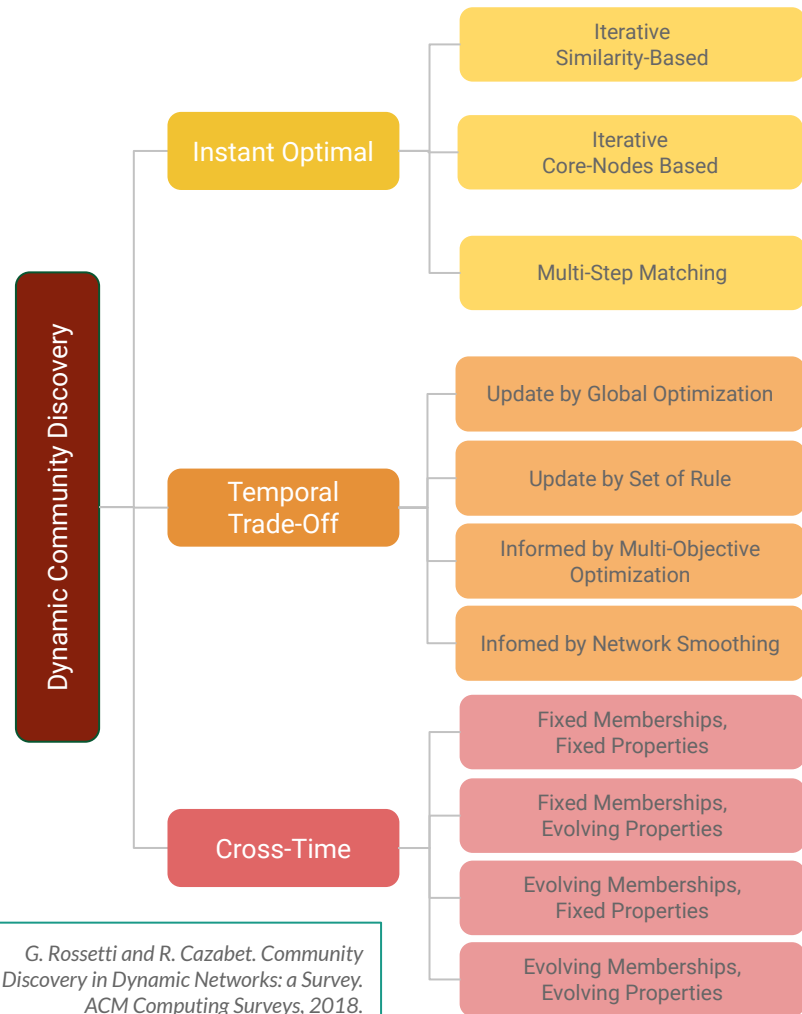 Dynamic Community Discovery
Instant Optimal
Iterative
Similarity-Based
Iterative
Core-Nodes Based
Multi-Step Matching
Temporal
Trade-Off
Update by Global Optimization
Update by Set of Rule
Informed by Multi-Objective
Optimization
Infomed by Network Smoothing
Cross-Time
Fixed Memberships,
Fixed Properties
Fixed Memberships,
Evolving Properties
Evolving Memberships,
Fixed Properties
Evolving Memberships,
Evolving Properties
G. Rossetti and R. Cazabet. Community
Discovery in Dynamic Networks: a Survey.
ACM Computing Surveys, 2018.